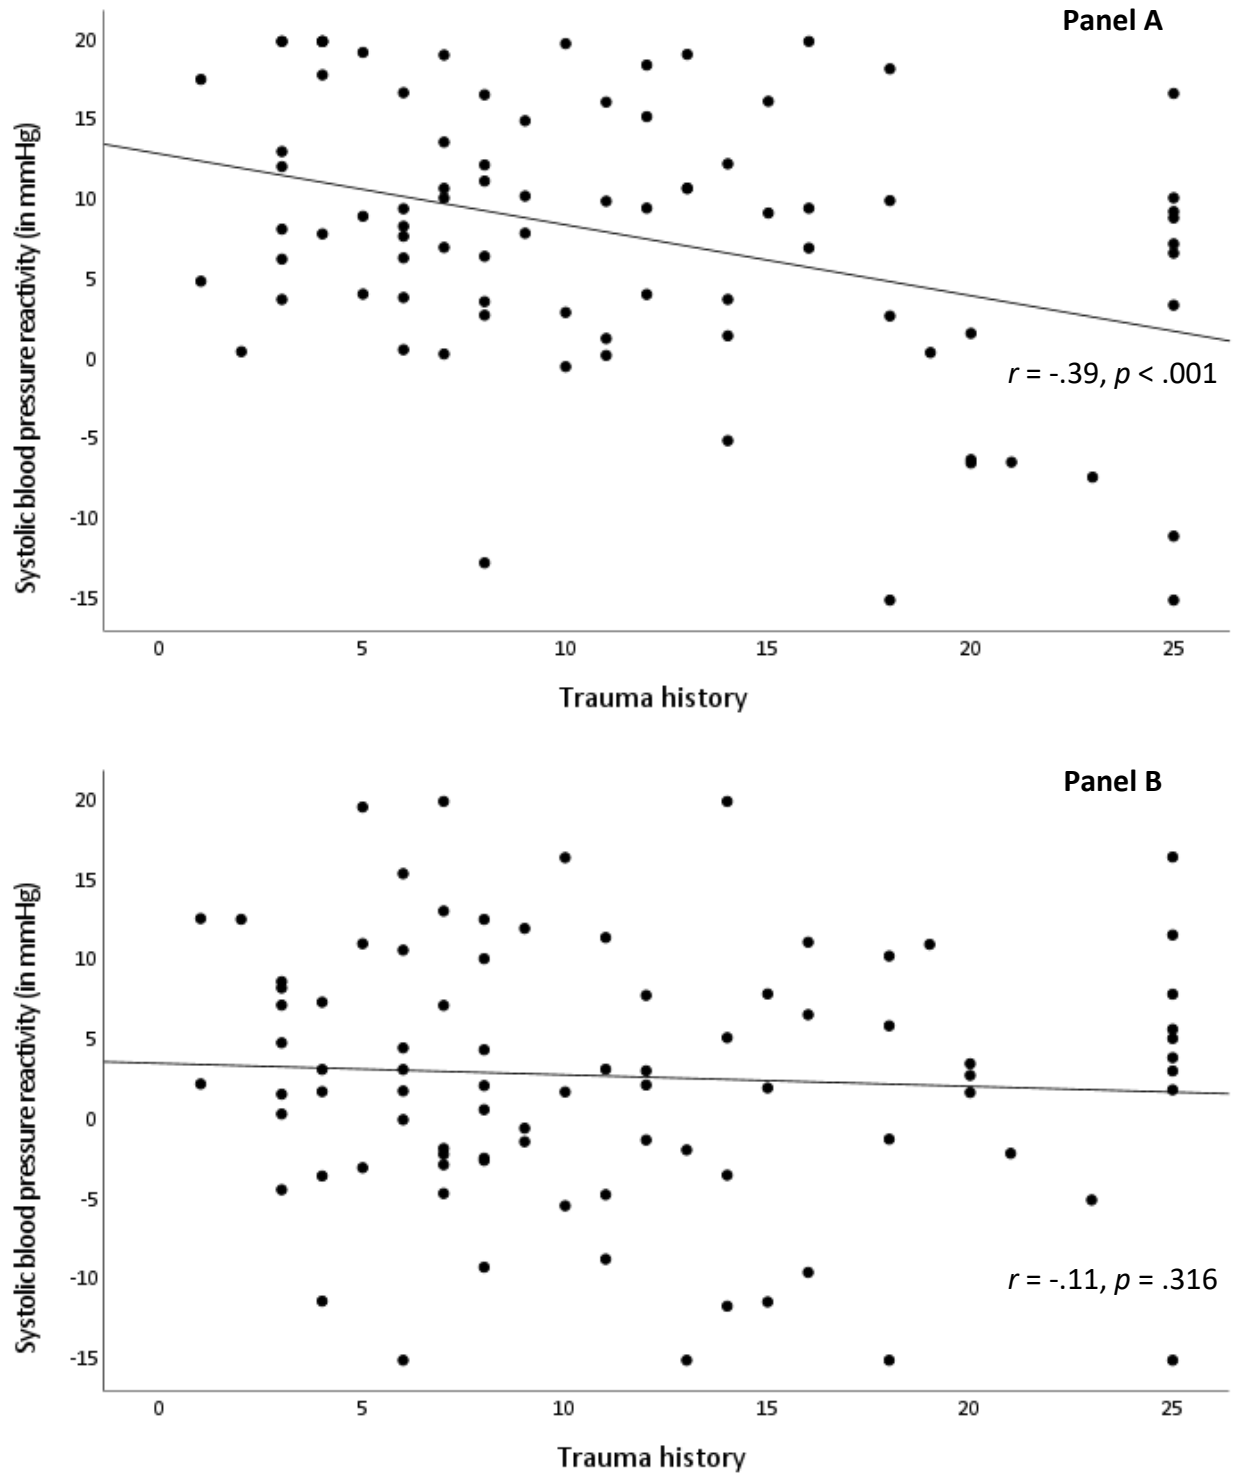 Panel A
Systolic blood pressure reactivity (in mmHg)
20
15
10
5
0
-5
-10
-15
r = -.39, p < .001
0 5 10 15 20 25
Trauma history
Panel B
Systolic blood pressure reactivity (in mmHg)
20
15
10
5
0
-5
-10
-15
r = -.11, p = .316
0 5 10 15 20 25
Trauma history